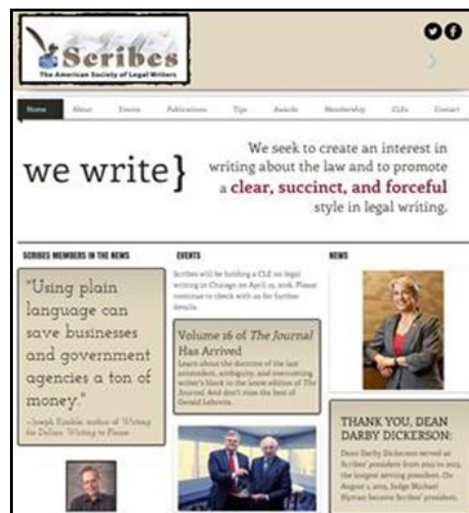 Scribes
The American Society of Legal Writers
Home About Events Publications Tips Awards Membership CLEs Contact
we write}
We seek to create an interest in
writing about the law and to promote
a clear, succinct, and forceful
style in legal writing.
SCRIBES MEMBERS IN THE NEWS
"Using plain
language can
save businesses
and government
agencies a ton of
money."
–Joseph Kimble, author of Writing
for Dollars, Writing to Please
EVENTS
Scribes will be holding a CLE on legal
writing in Chicago on April 15, 2016. Please
continue to check with us for further
details.
Volume 16 of The Journal
Has Arrived
Learn about the doctrine of the last
antecedent, ambiguity, and overcoming
writer's block in the latest edition of The
Journal. And don't miss the best of
Gerald Lebovits.
NEWS
THANK YOU, DEAN
DARBY DICKERSON:
Dean Darby Dickerson served as
Scribes' president from 2012 to 2015,
the longest serving president. On
August 1, 2015, Judge Michael
Hyman became Scribes' president.